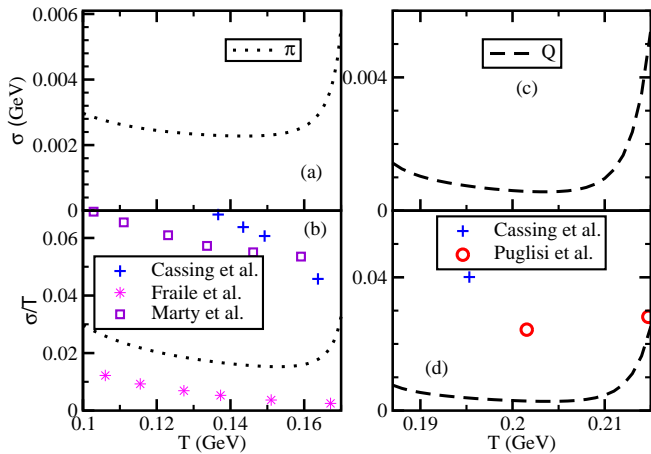 0.006
0.004
0.002
0
σ (GeV)
π
(a)
0.004
0
Q
(c)
0.06
0.04
0.02
0
σ/T
(b)
Cassing et al.
Fraile et al.
Marty et al.
0.1
0.12
0.14
0.16
T (GeV)
0.04
0
Cassing et al.
Puglisi et al.
(d)
0.19
0.2
0.21
T (GeV)